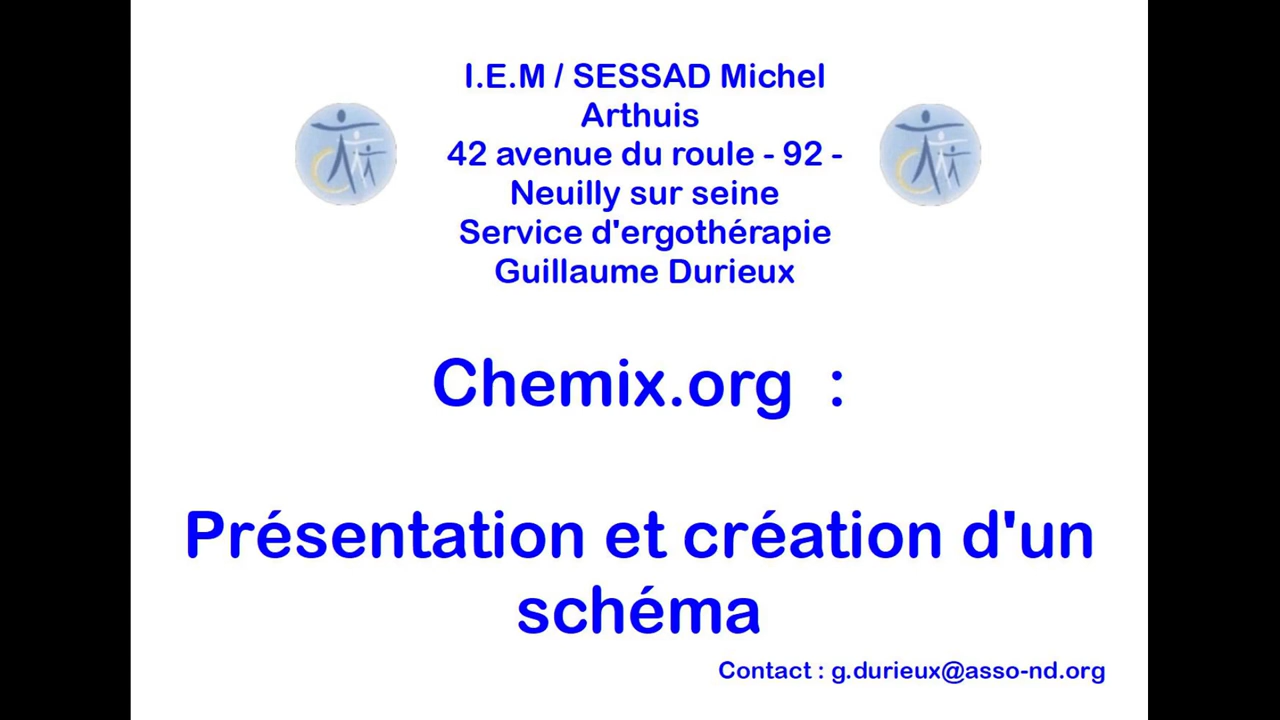 I.E.M / SESSAD Michel
Arthuis
42 avenue du roule - 92 -
Neuilly sur seine
Service d'ergothérapie
Guillaume Durieux
Chemix.org :
Présentation et création d'un
schéma
Contact : g.durieux@asso-nd.org